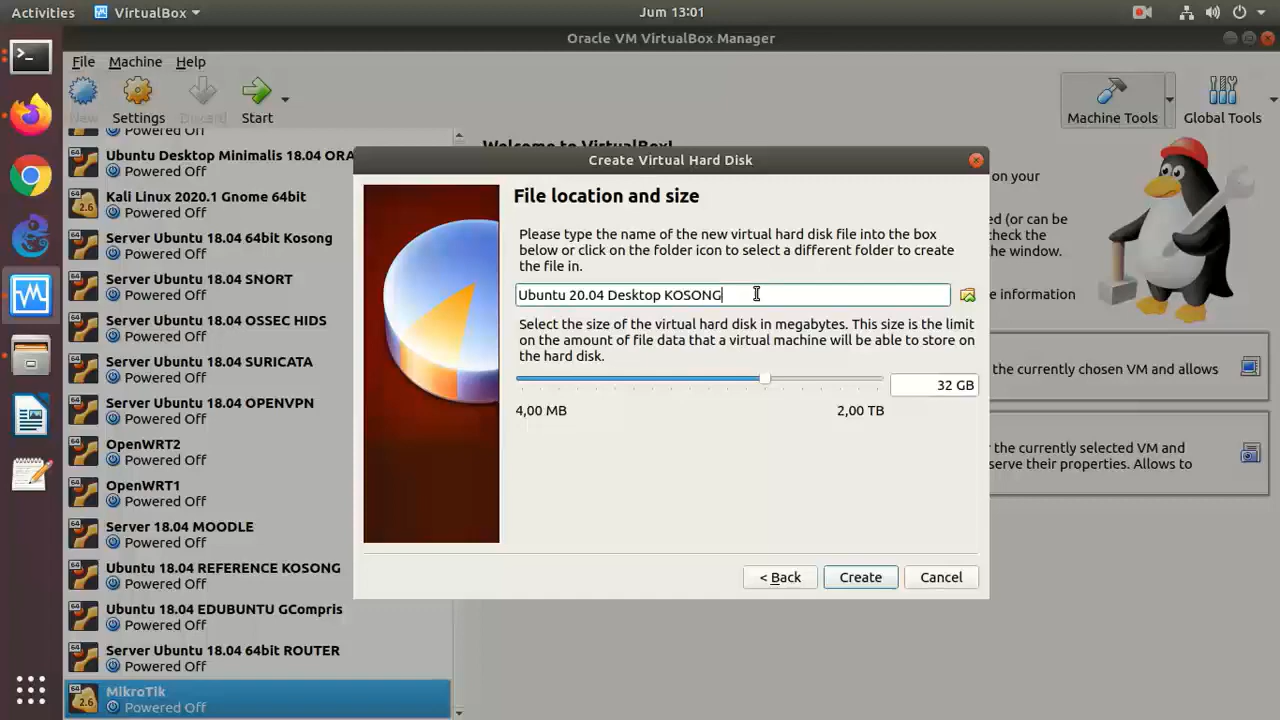 Activities
VirtualBox
Jum 13:01
Oracle VM VirtualBox Manager
File Machine Help
New Settings Discard Start
Machine Tools Global Tools
Powered Off
Ubuntu Desktop Minimalis 18.04 ORA
Powered Off
Kali Linux 2020.1 Gnome 64bit
Powered Off
Server Ubuntu 18.04 64bit Kosong
Powered Off
Server Ubuntu 18.04 SNORT
Powered Off
Server Ubuntu 18.04 OSSEC HIDS
Powered Off
Server Ubuntu 18.04 SURICATA
Powered Off
Server Ubuntu 18.04 OPENVPN
Powered Off
OpenWRT2
Powered Off
OpenWRT1
Powered Off
Server 18.04 MOODLE
Powered Off
Ubuntu 18.04 REFERENCE KOSONG
Powered Off
Ubuntu 18.04 EDUBUNTU GCompris
Powered Off
Server Ubuntu 18.04 64bit ROUTER
Powered Off
MikroTik
Powered Off
Welcome to VirtualBox!
Create Virtual Hard Disk
File location and size
Please type the name of the new virtual hard disk file into the box
below or click on the folder icon to select a different folder to create
the file in.
Ubuntu 20.04 Desktop KOSONG
Select the size of the virtual hard disk in megabytes. This size is the limit
on the amount of file data that a virtual machine will be able to store on
the hard disk.
32 GB
4,00 MB
2,00 TB
< Back
Create
Cancel
on your
ed (or can be
check the
the window.
e information
the currently chosen VM and allows
r the currently selected VM and
serve their properties. Allows to